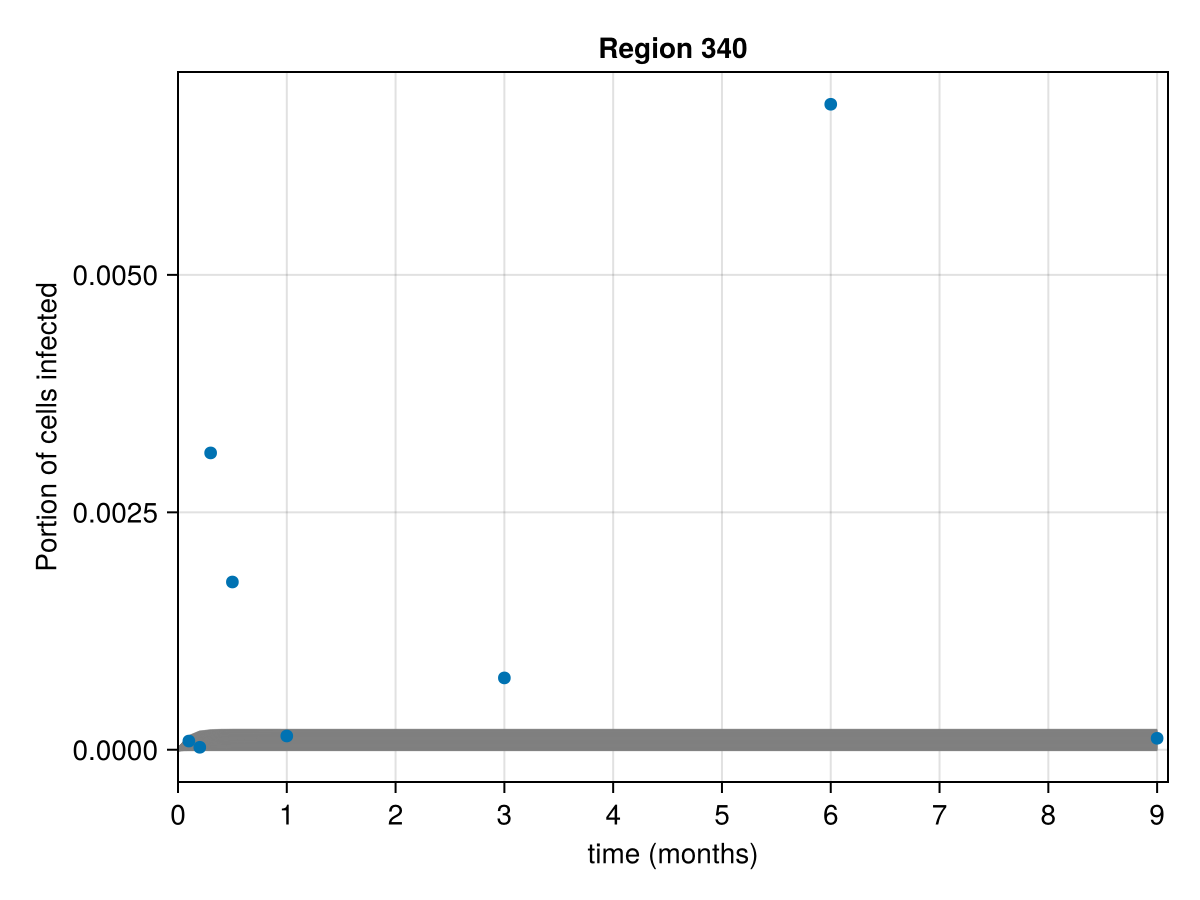 Region 340
Portion of cells infected
0.0050
0.0025
0.0000
0 1 2 3 4 5 6 7 8 9
time (months)